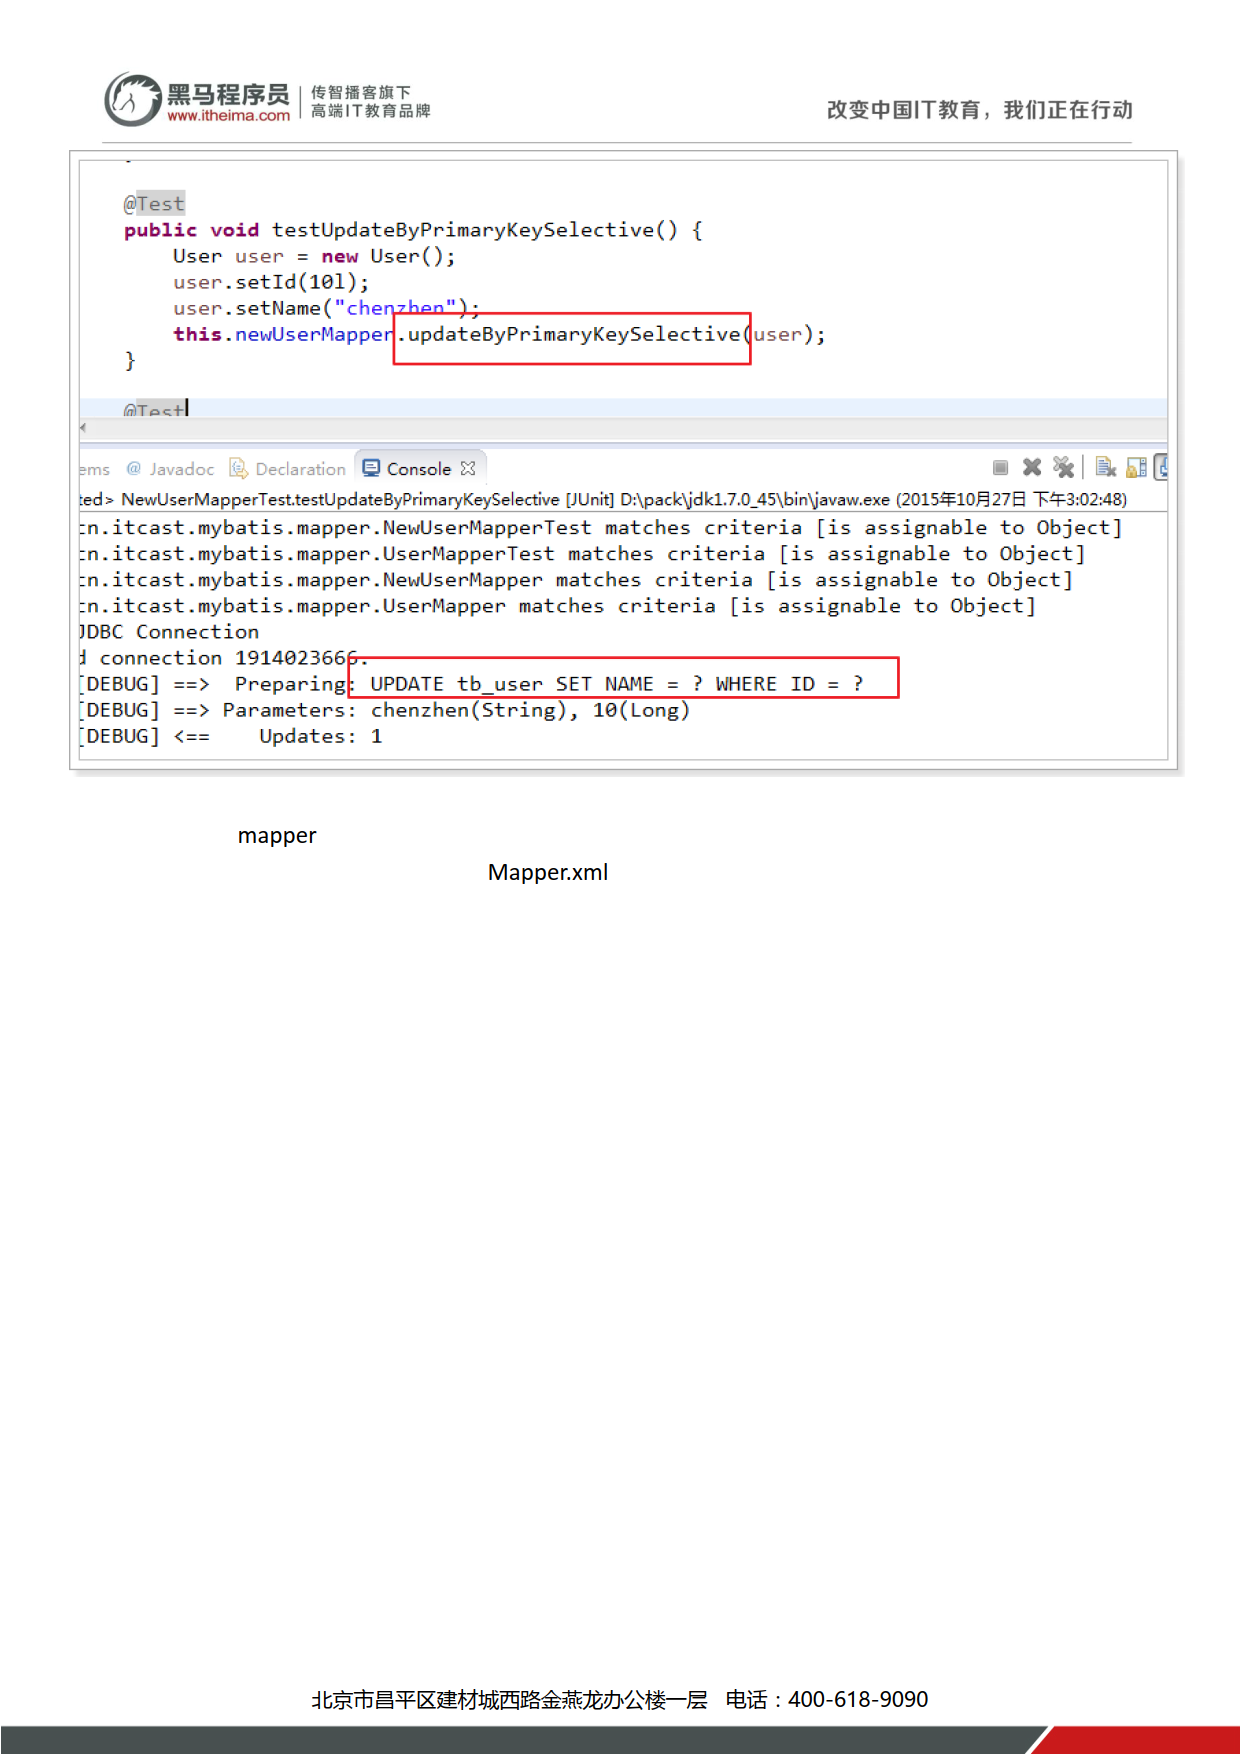 黑马程序员
www.itheima.com
传智播客旗下
高端IT教育品牌
改变中国IT教育，我们正在行动
@Test
public void testUpdateByPrimaryKeySelective() {
User user = new User();
user.setId(10l);
user.setName("chenzhen");
this.newUserMapper.updateByPrimaryKeySelective(user);
}
@Test
ems @ Javadoc Declaration Console
ted> NewUserMapperTest.testUpdateByPrimaryKeySelective [JUnit] D:\pack\jdk1.7.0_45\bin\javaw.exe (2015年10月27日 下午3:02:48)
cn.itcast.mybatis.mapper.NewUserMapperTest matches criteria [is assignable to Object]
cn.itcast.mybatis.mapper.UserMapperTest matches criteria [is assignable to Object]
cn.itcast.mybatis.mapper.NewUserMapper matches criteria [is assignable to Object]
cn.itcast.mybatis.mapper.UserMapper matches criteria [is assignable to Object]
JDBC Connection
d connection 1914023666.
[DEBUG] ==>  Preparing: UPDATE tb_user SET NAME = ? WHERE ID = ?
[DEBUG] ==> Parameters: chenzhen(String), 10(Long)
[DEBUG] <==    Updates: 1
mapper
Mapper.xml
北京市昌平区建材城西路金燕龙办公楼一层 电话：400-618-9090